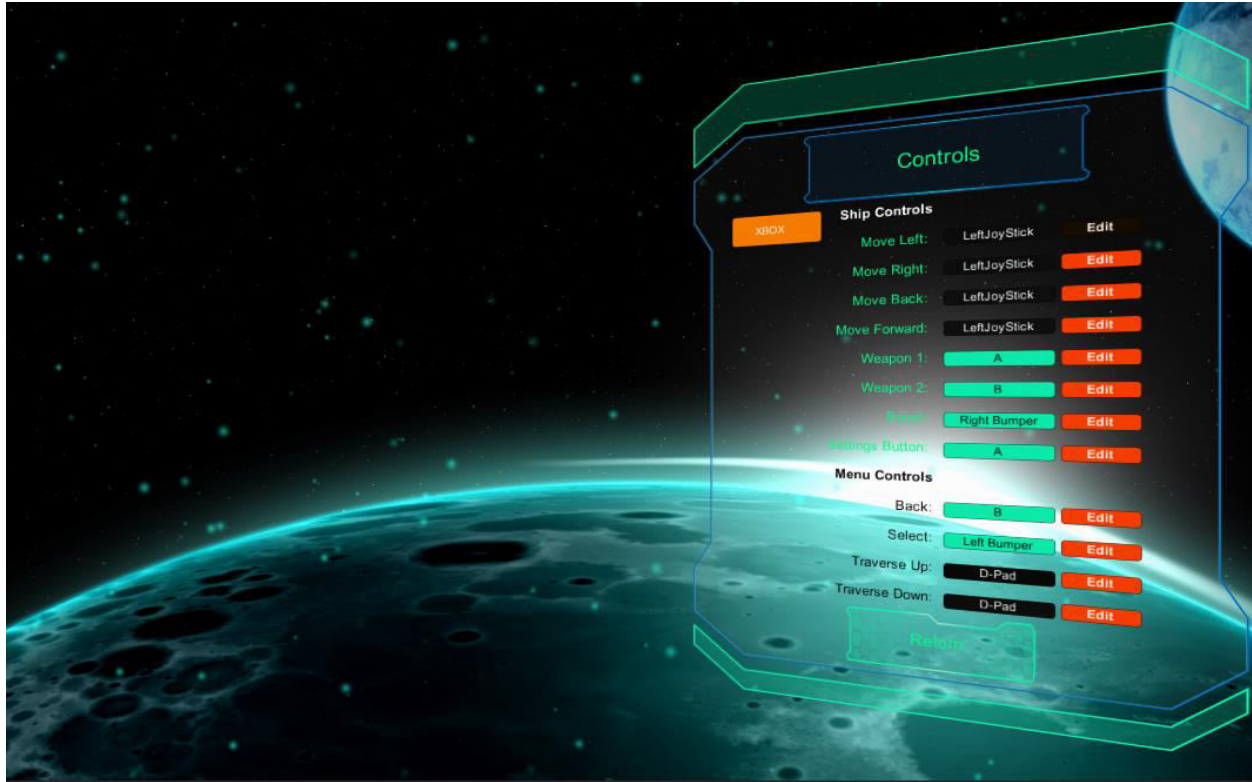 Controls
XBOX
Ship Controls
Move Left: LeftJoyStick Edit
Move Right: LeftJoyStick Edit
Move Back: LeftJoyStick Edit
Move Forward: LeftJoyStick Edit
Weapon 1: A Edit
Weapon 2: B Edit
Right Bumper Edit
Settings Button: A Edit
Menu Controls
Back: B Edit
Select: Left Bumper Edit
Traverse Up: D-Pad Edit
Traverse Down: D-Pad Edit
Return